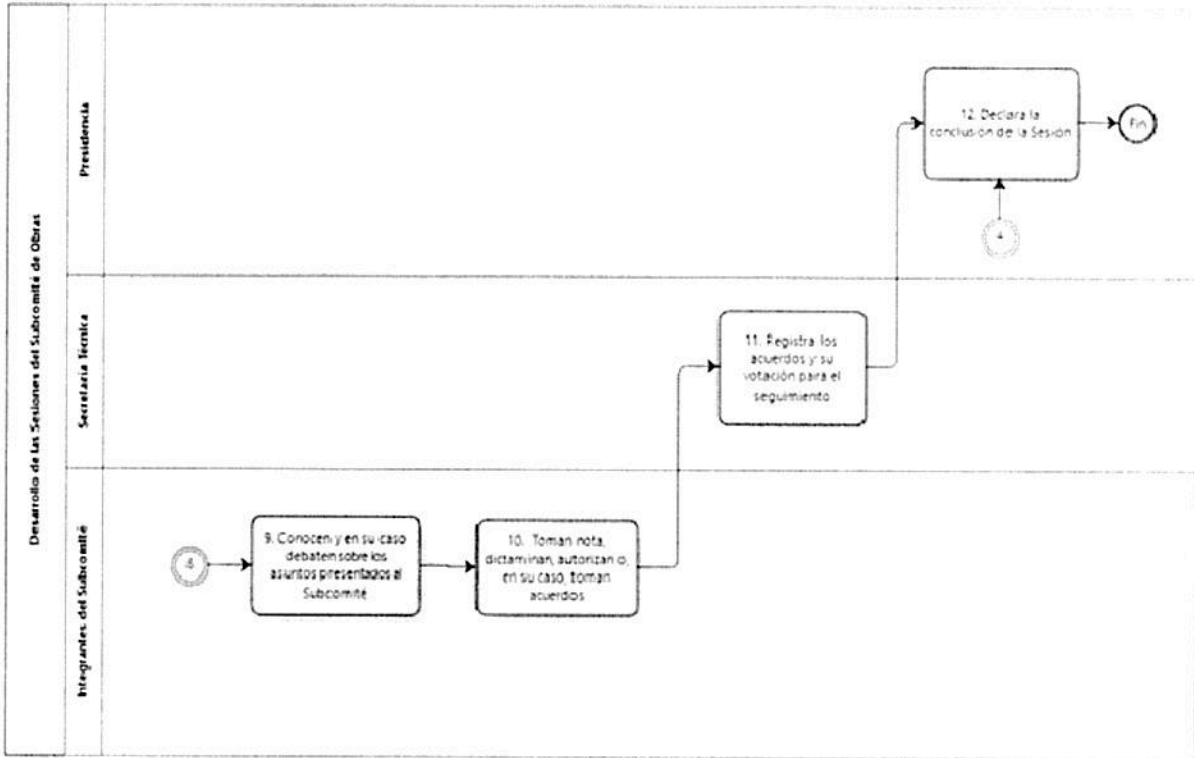 Desarrollo de las Sesiones del Subcomité de Obras
Presidencia
12. Declara la
conclusión de la Sesión
Fin
4
Secretaría Técnica
11. Registra los
acuerdos y su
votación para el
seguimiento
Integrantes del Subcomité
9. Conocen y en su caso
debaten sobre los
asuntos presentados al
Subcomité
10. Toman nota,
dictaminan, autorizan o,
en su caso, toman
acuerdos